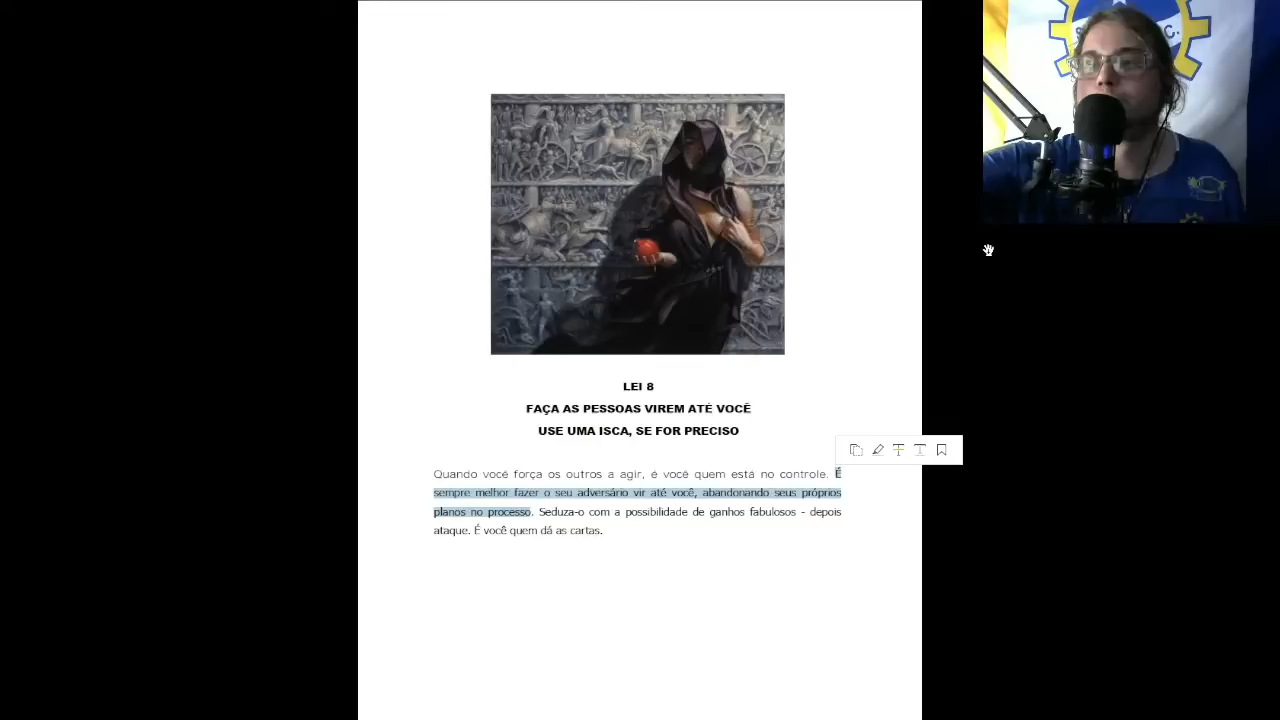 LEI 8
FAÇA AS PESSOAS VIREM ATÉ VOCÊ
USE UMA ISCA, SE FOR PRECISO
Quando você força os outros a agir, é você quem está no controle. É
sempre melhor fazer o seu adversário vir até você, abandonando seus próprios
planos no processo. Seduza-o com a possibilidade de ganhos fabulosos - depois
ataque. É você quem dá as cartas.